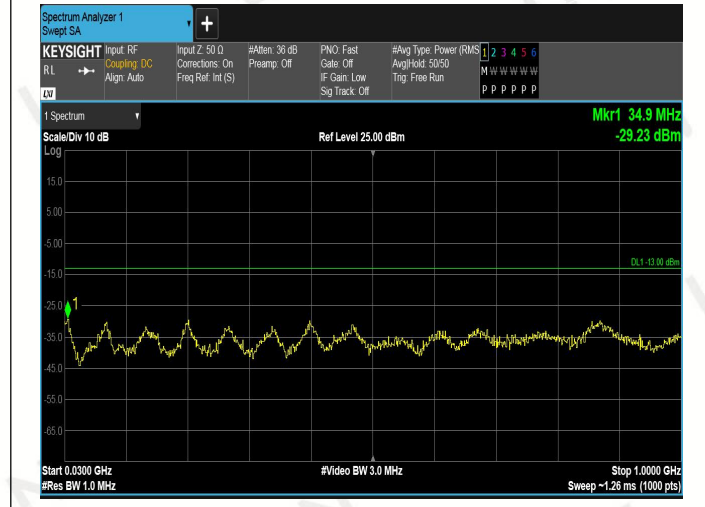 Spectrum Analyzer 1
Swept SA
+
KEYSIGHT
R L
LXI
Input: RF
Coupling: DC
Align: Auto
Input Z: 50 Ω
Corrections: On
Freq Ref: Int (S)
#Atten: 36 dB
Preamp: Off
PNO: Fast
Gate: Off
IF Gain: Low
Sig Track: Off
#Avg Type: Power (RMS
Avg|Hold: 50/50
Trig: Free Run
1 2 3 4 5 6
M W W W W W
P P P P P P
1 Spectrum
Mkr1 34.9 MHz
Scale/Div 10 dB
Ref Level 25.00 dBm
-29.23 dBm
Log
15.0
5.00
-5.00
DL1 -13.00 dBm
-15.0
-25.0
1
-35.0
-45.0
-55.0
-65.0
Start 0.0300 GHz
#Video BW 3.0 MHz
Stop 1.0000 GHz
#Res BW 1.0 MHz
Sweep ~1.26 ms (1000 pts)